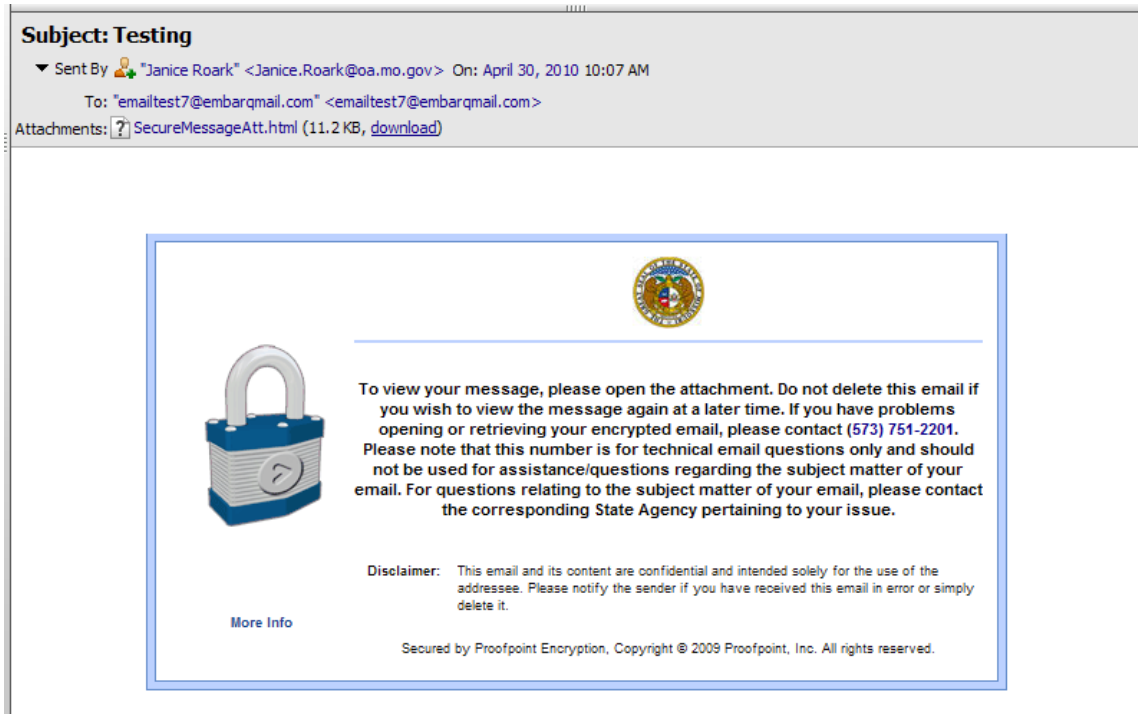 Subject: Testing
Sent By "Janice Roark" <Janice.Roark@oa.mo.gov> On: April 30, 2010 10:07 AM
To: "emailtest7@embarqmail.com" <emailtest7@embarqmail.com>
Attachments: ? SecureMessageAtt.html (11.2 KB, download)
To view your message, please open the attachment. Do not delete this email if
you wish to view the message again at a later time. If you have problems
opening or retrieving your encrypted email, please contact (573) 751-2201.
Please note that this number is for technical email questions only and should
not be used for assistance/questions regarding the subject matter of your
email. For questions relating to the subject matter of your email, please contact
the corresponding State Agency pertaining to your issue.
Disclaimer: This email and its content are confidential and intended solely for the use of the
addressee. Please notify the sender if you have received this email in error or simply
delete it.
More Info
Secured by Proofpoint Encryption, Copyright © 2009 Proofpoint, Inc. All rights reserved.